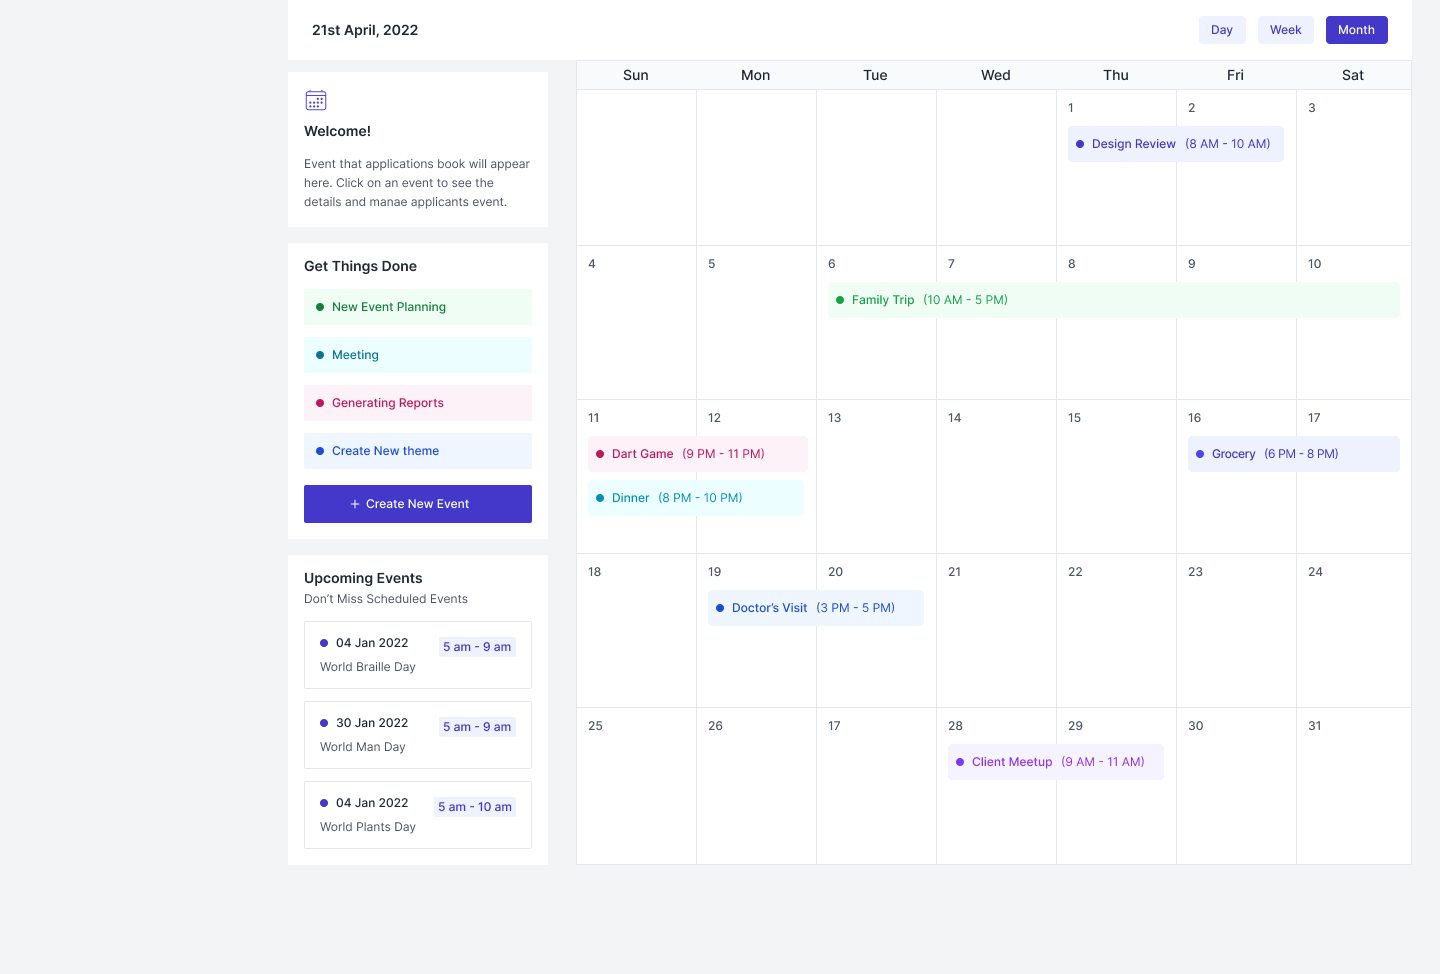 21st April, 2022
Day
Week
Month
Welcome!
Event that applications book will appear
here. Click on an event to see the
details and manae applicants event.
Get Things Done
New Event Planning
Meeting
Generating Reports
Create New theme
+ Create New Event
Upcoming Events
Don’t Miss Scheduled Events
04 Jan 2022
5 am - 9 am
World Braille Day
30 Jan 2022
5 am - 9 am
World Man Day
04 Jan 2022
5 am - 10 am
World Plants Day
Sun Mon Tue Wed Thu Fri Sat
1 2 3
Design Review (8 AM - 10 AM)
4 5 6 7 8 9 10
Family Trip (10 AM - 5 PM)
11 12 13 14 15 16 17
Dart Game (9 PM - 11 PM)
Grocery (6 PM - 8 PM)
Dinner (8 PM - 10 PM)
18 19 20 21 22 23 24
Doctor’s Visit (3 PM - 5 PM)
25 26 17 28 29 30 31
Client Meetup (9 AM - 11 AM)